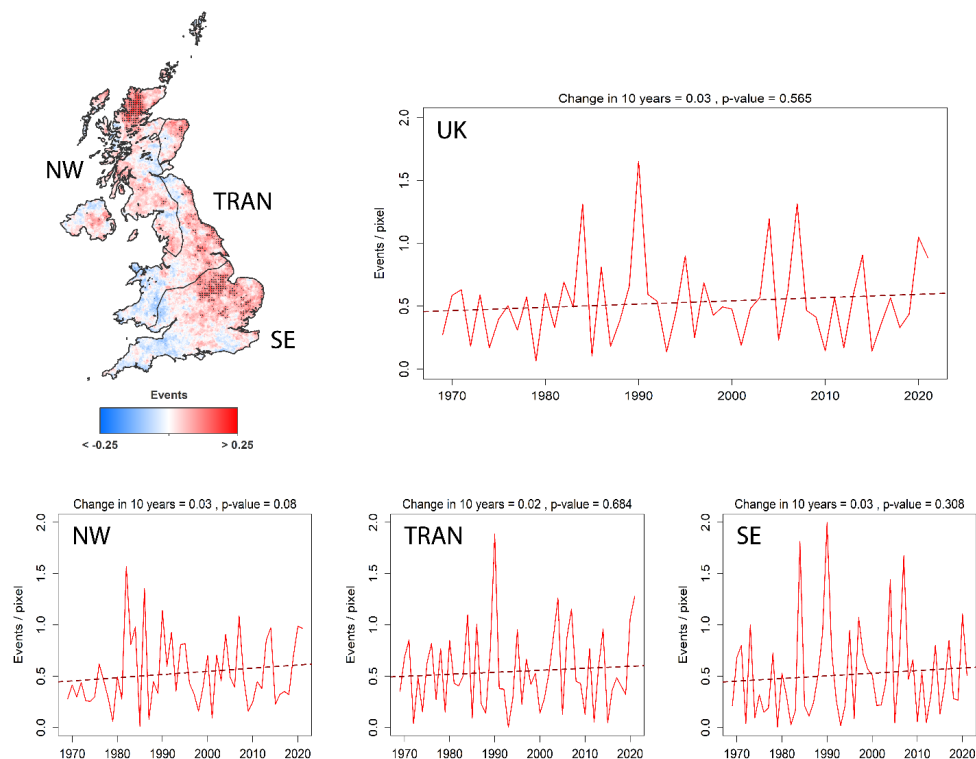 NW
TRAN
SE
Events
< -0.25
> 0.25
Change in 10 years = 0.03 , p-value = 0.565
UK
Events / pixel
0.0
0.5
1.0
1.5
2.0
1970
1980
1990
2000
2010
2020
Change in 10 years = 0.03 , p-value = 0.08
NW
Events / pixel
0.0
0.5
1.0
1.5
2.0
1970
1980
1990
2000
2010
2020
Change in 10 years = 0.02 , p-value = 0.684
TRAN
Events / pixel
0.0
0.5
1.0
1.5
2.0
1970
1980
1990
2000
2010
2020
Change in 10 years = 0.03 , p-value = 0.308
SE
Events / pixel
0.0
0.5
1.0
1.5
2.0
1970
1980
1990
2000
2010
2020